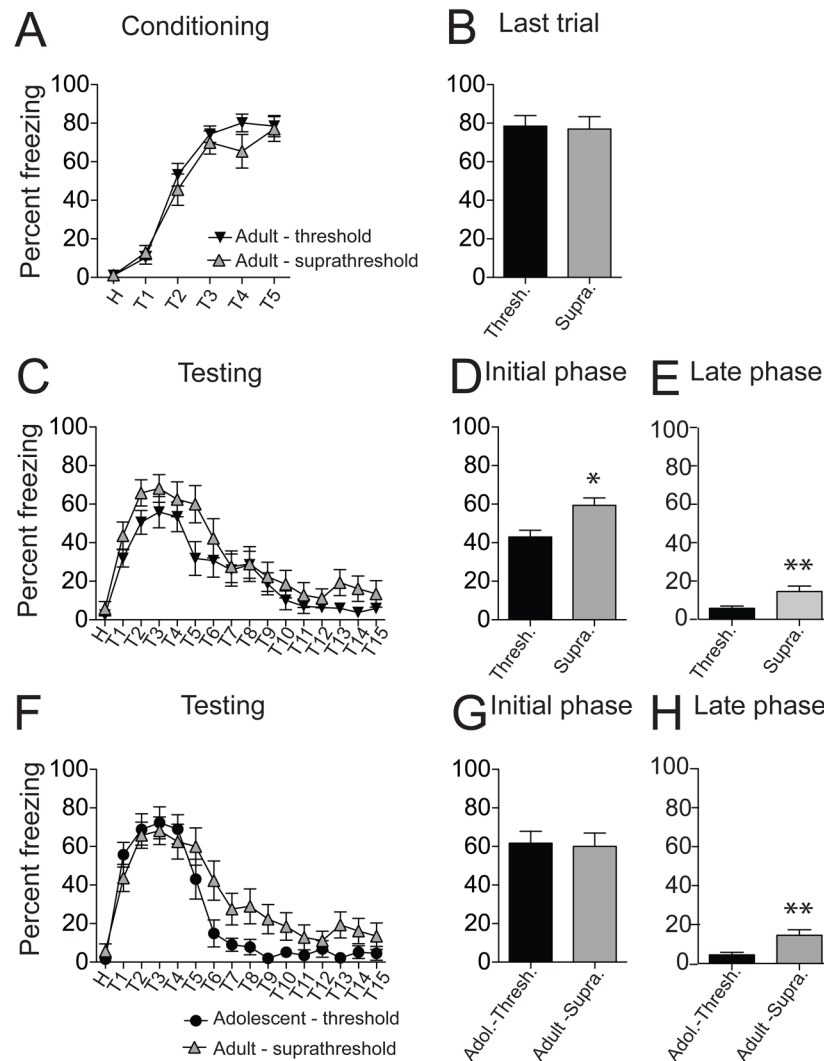 A Conditioning
B Last trial
Percent freezing
100
80
60
40
20
0
Adult - threshold
Adult - suprathreshold
H T1 T2 T3 T4 T5
100
80
60
40
20
0
Thresh. Supra.
C Testing
D Initial phase
E Late phase
Percent freezing
100
80
60
40
20
0
H T1 T2 T3 T4 T5 T6 T7 T8 T9 T10 T11 T12 T13 T14 T15
100
80
60
40
20
0
*
Thresh. Supra.
100
80
60
40
20
0
**
Thresh. Supra.
F Testing
G Initial phase
H Late phase
Percent freezing
100
80
60
40
20
0
H T1 T2 T3 T4 T5 T6 T7 T8 T9 T10 T11 T12 T13 T14 T15
Adolescent - threshold
Adult - suprathreshold
100
80
60
40
20
0
Adol.-Thresh. Adult -Supra.
100
80
60
40
20
0
**
Adol.-Thresh. Adult -Supra.